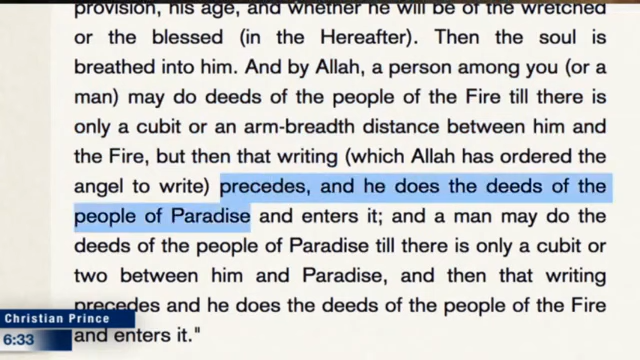 provision, his age, and whether he will be of the wretched
or the blessed (in the Hereafter). Then the soul is
breathed into him. And by Allah, a person among you (or a
man) may do deeds of the people of the Fire till there is
only a cubit or an arm-breadth distance between him and
the Fire, but then that writing (which Allah has ordered the
angel to write) precedes, and he does the deeds of the
people of Paradise and enters it; and a man may do the
deeds of the people of Paradise till there is only a cubit or
two between him and Paradise, and then that writing
precedes and he does the deeds of the people of the Fire
and enters it."
Christian Prince
6:33